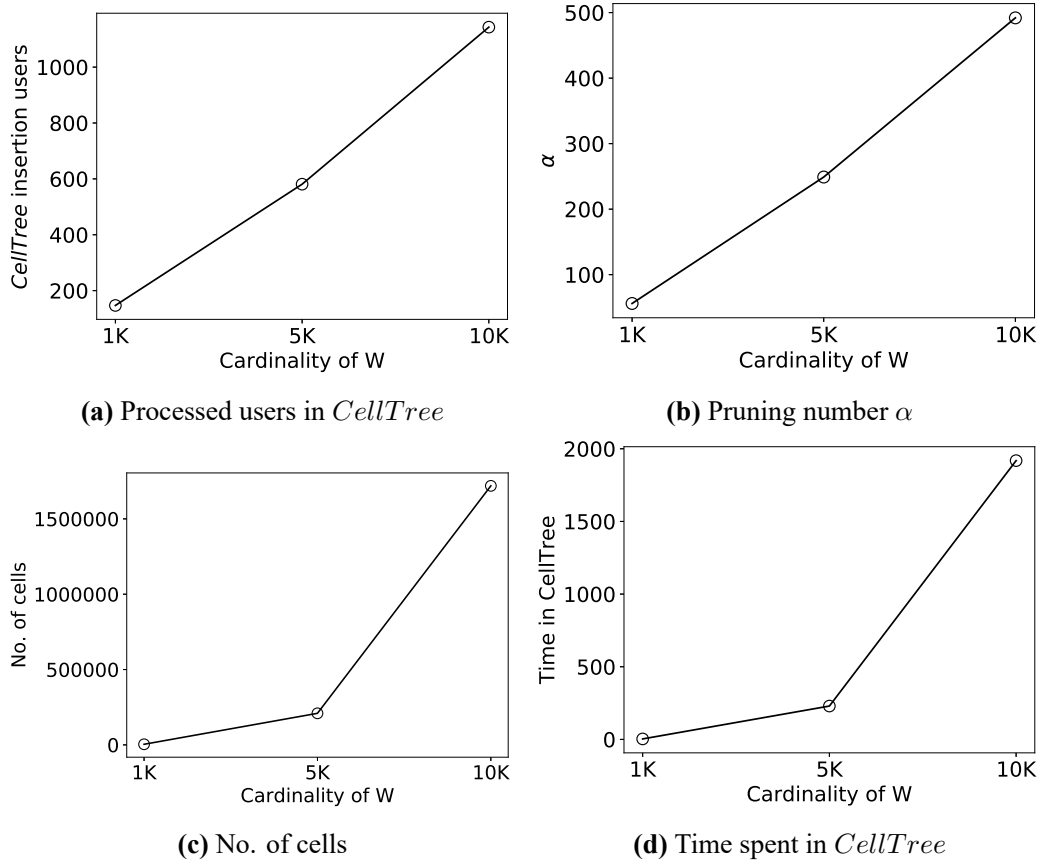 CellTree insertion users
1000
800
600
400
200
1K 5K 10K
Cardinality of W
(a) Processed users in CellTree
α
500
400
300
200
100
1K 5K 10K
Cardinality of W
(b) Pruning number α
No. of cells
1500000
1000000
500000
0
1K 5K 10K
Cardinality of W
(c) No. of cells
Time in CellTree
2000
1500
1000
500
0
1K 5K 10K
Cardinality of W
(d) Time spent in CellTree